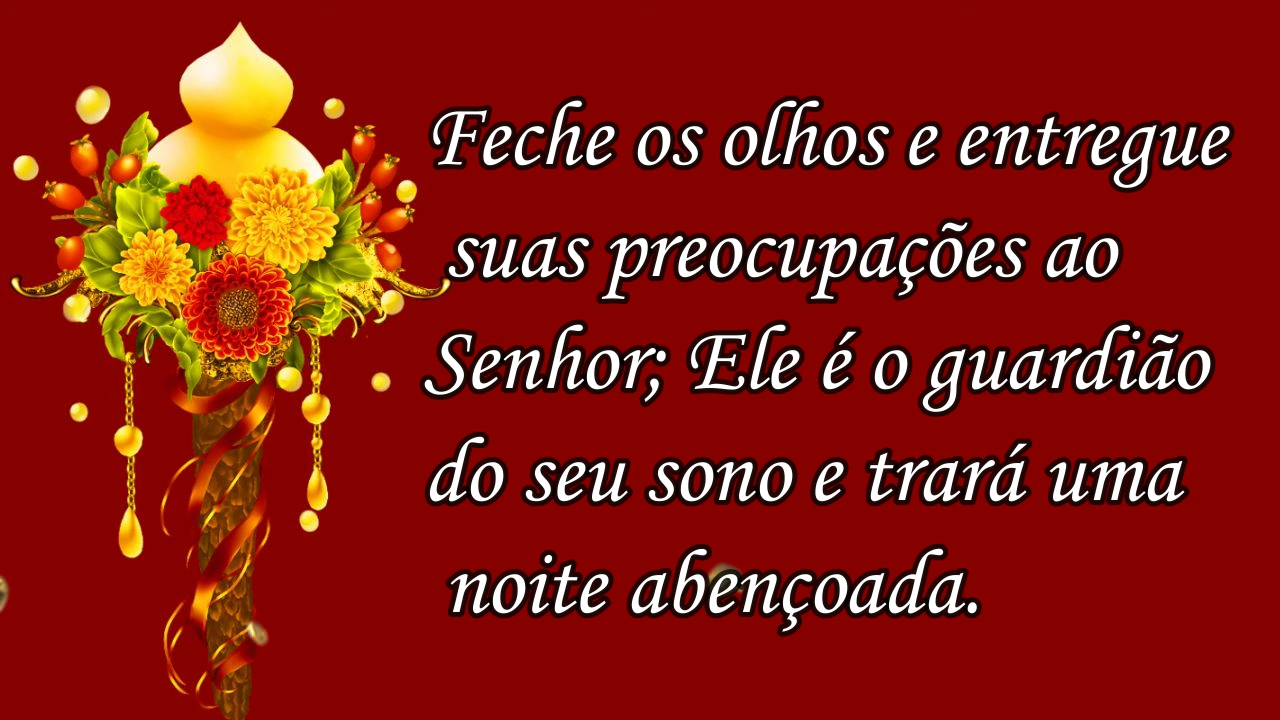 Feche os olhos e entregue
suas preocupações ao
Senhor; Ele é o guardião
do seu sono e trará uma
noite abençoada.